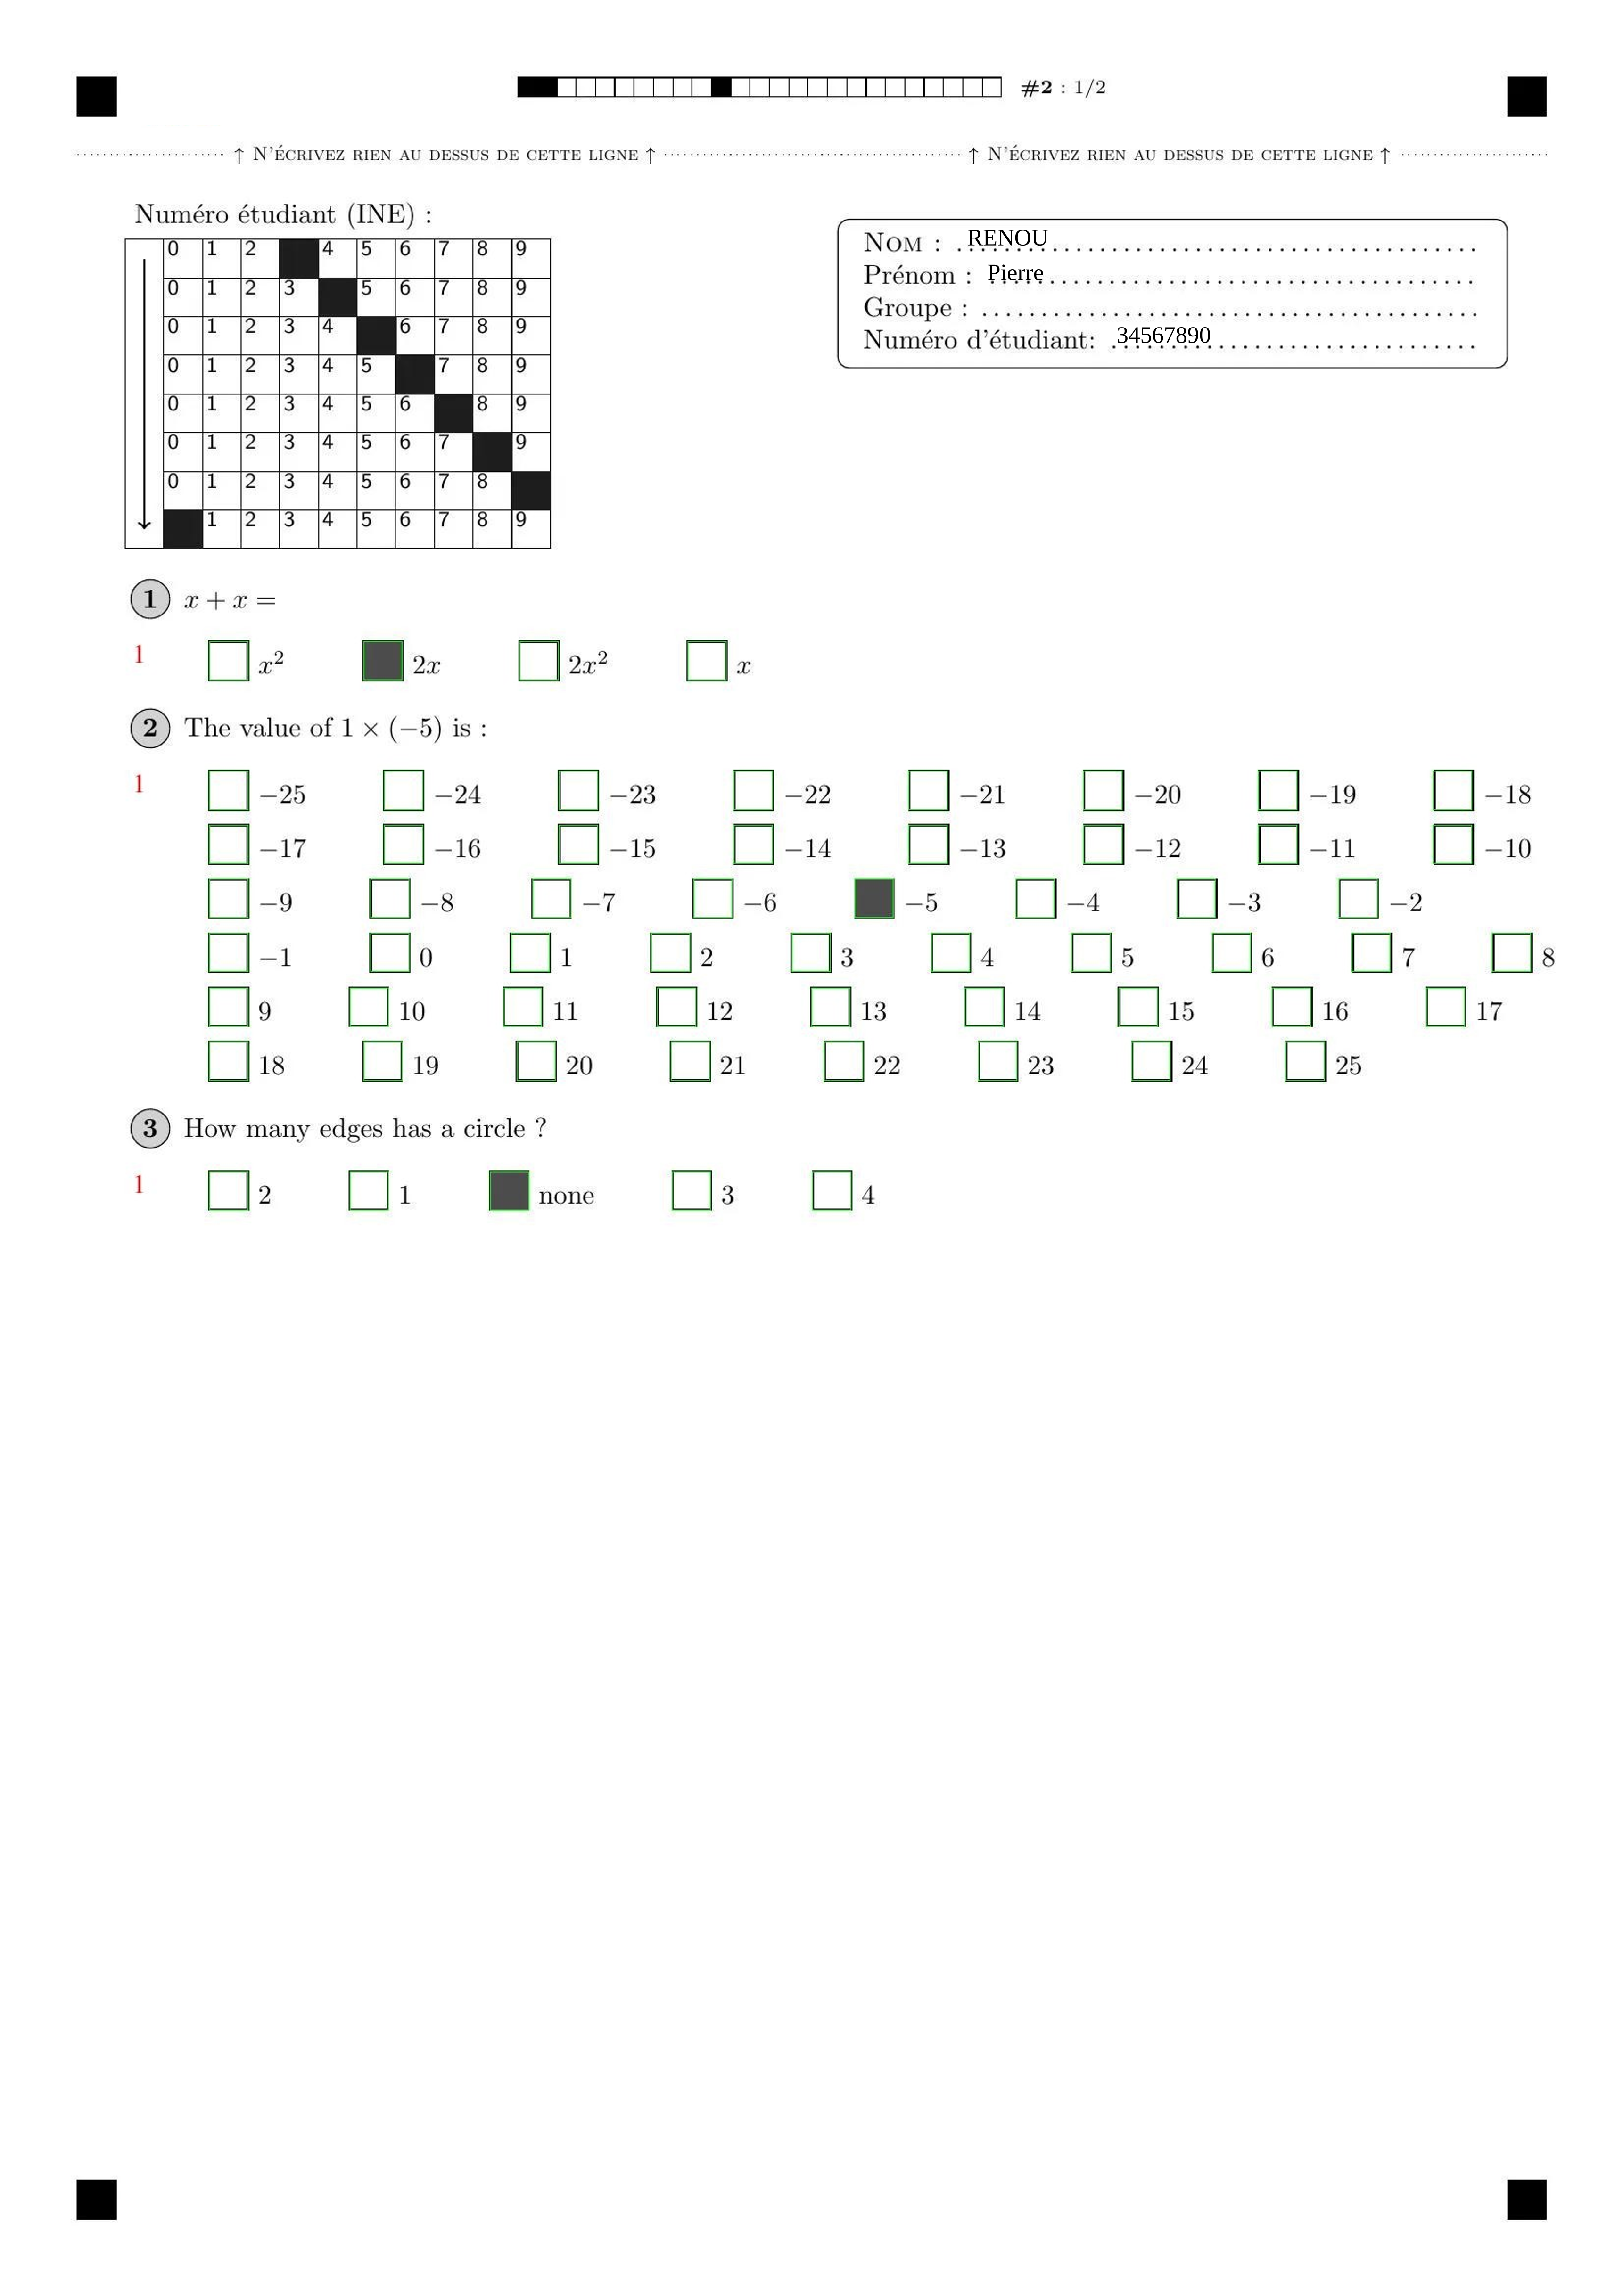 #2 : 1/2
↑ N'ÉCRIVEZ RIEN AU DESSUS DE CETTE LIGNE ↑ ↑ N'ÉCRIVEZ RIEN AU DESSUS DE CETTE LIGNE ↑
Numéro étudiant (INE) :
0 1 2 4 5 6 7 8 9
0 1 2 3 5 6 7 8 9
0 1 2 3 4 6 7 8 9
0 1 2 3 4 5 7 8 9
0 1 2 3 4 5 6 8 9
0 1 2 3 4 5 6 7 9
0 1 2 3 4 5 6 7 8
1 2 3 4 5 6 7 8 9
NOM : RENOU
Prénom : Pierre
Groupe :
Numéro d'étudiant: 34567890
1 x + x =
1 x² 2x 2x² x
2 The value of 1 × (−5) is :
1 −25 −24 −23 −22 −21 −20 −19 −18
−17 −16 −15 −14 −13 −12 −11 −10
−9 −8 −7 −6 −5 −4 −3 −2
−1 0 1 2 3 4 5 6 7 8
9 10 11 12 13 14 15 16 17
18 19 20 21 22 23 24 25
3 How many edges has a circle ?
1 2 1 none 3 4